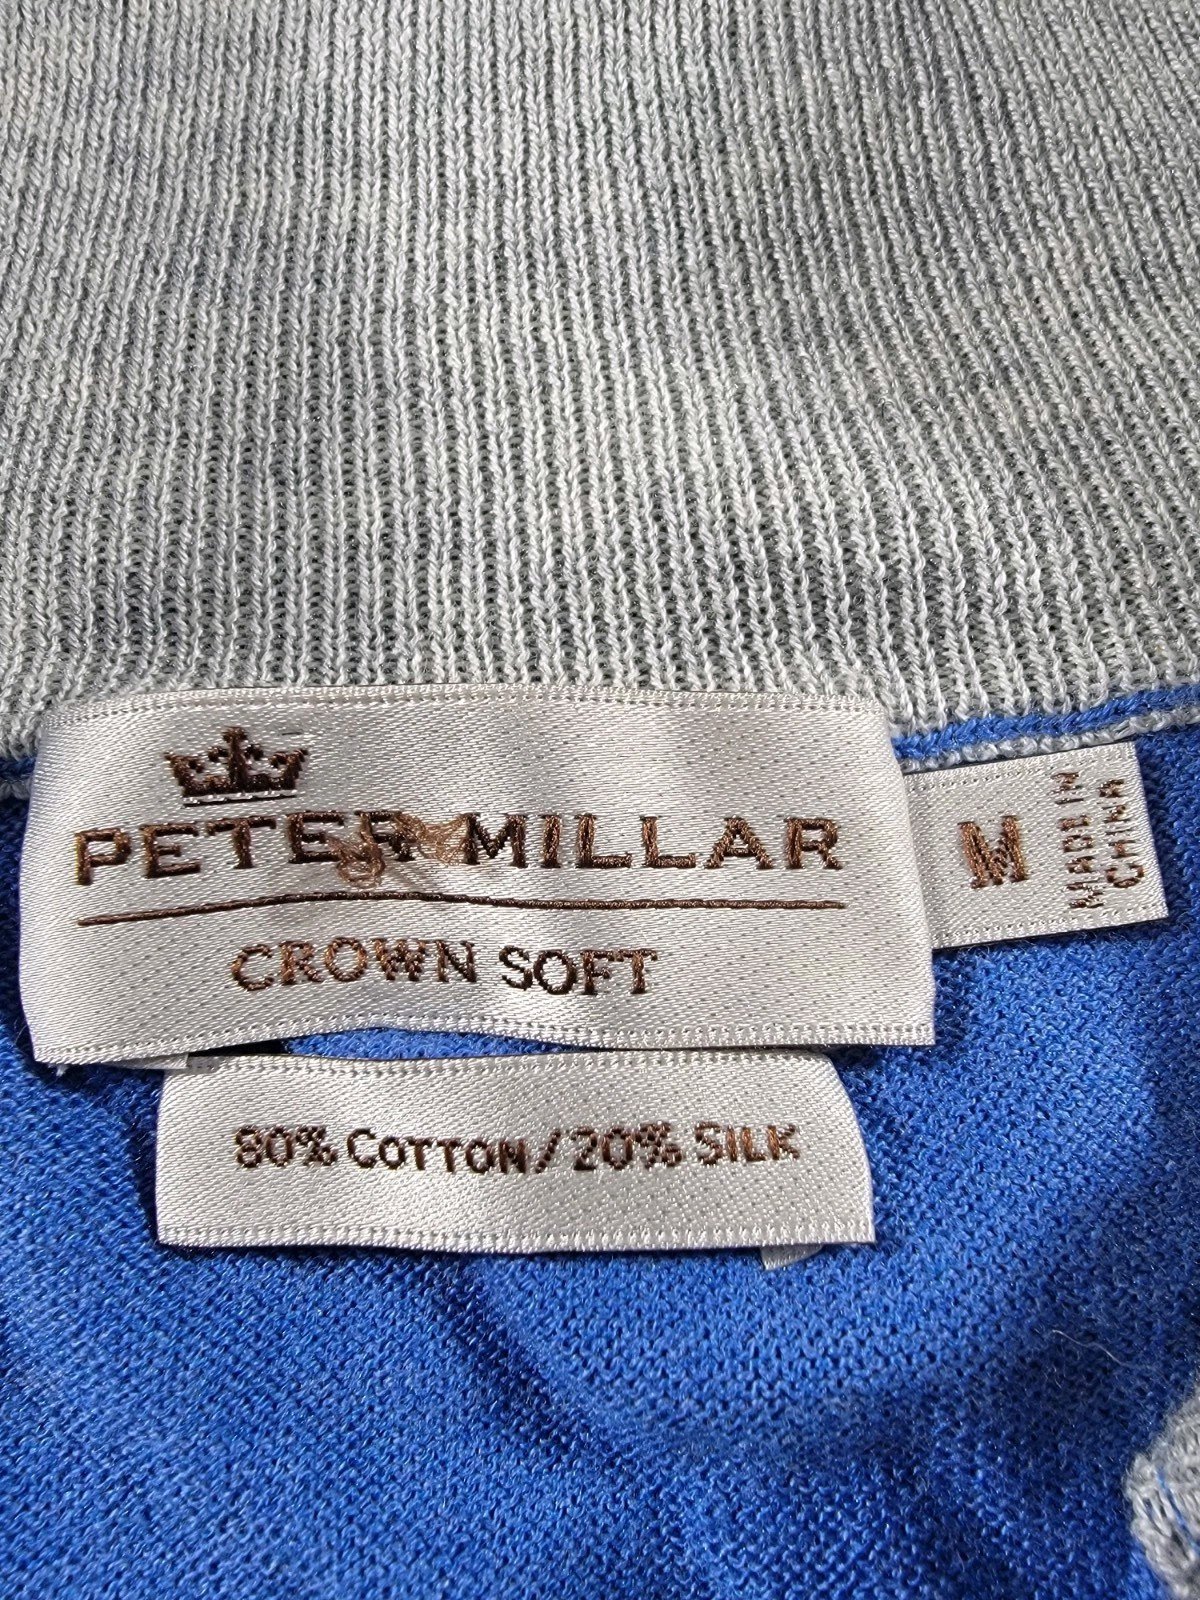 PETER MILLAR
CROWN SOFT
M
MADE IN
CHINA
80% COTTON / 20% SILK